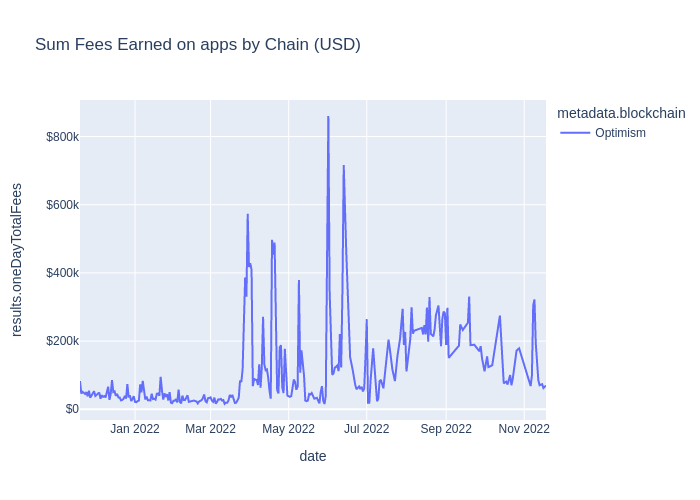 Sum Fees Earned on apps by Chain (USD)
metadata.blockchain
Optimism
results.oneDayTotalFees
$800k
$600k
$400k
$200k
$0
Jan 2022
Mar 2022
May 2022
Jul 2022
Sep 2022
Nov 2022
date